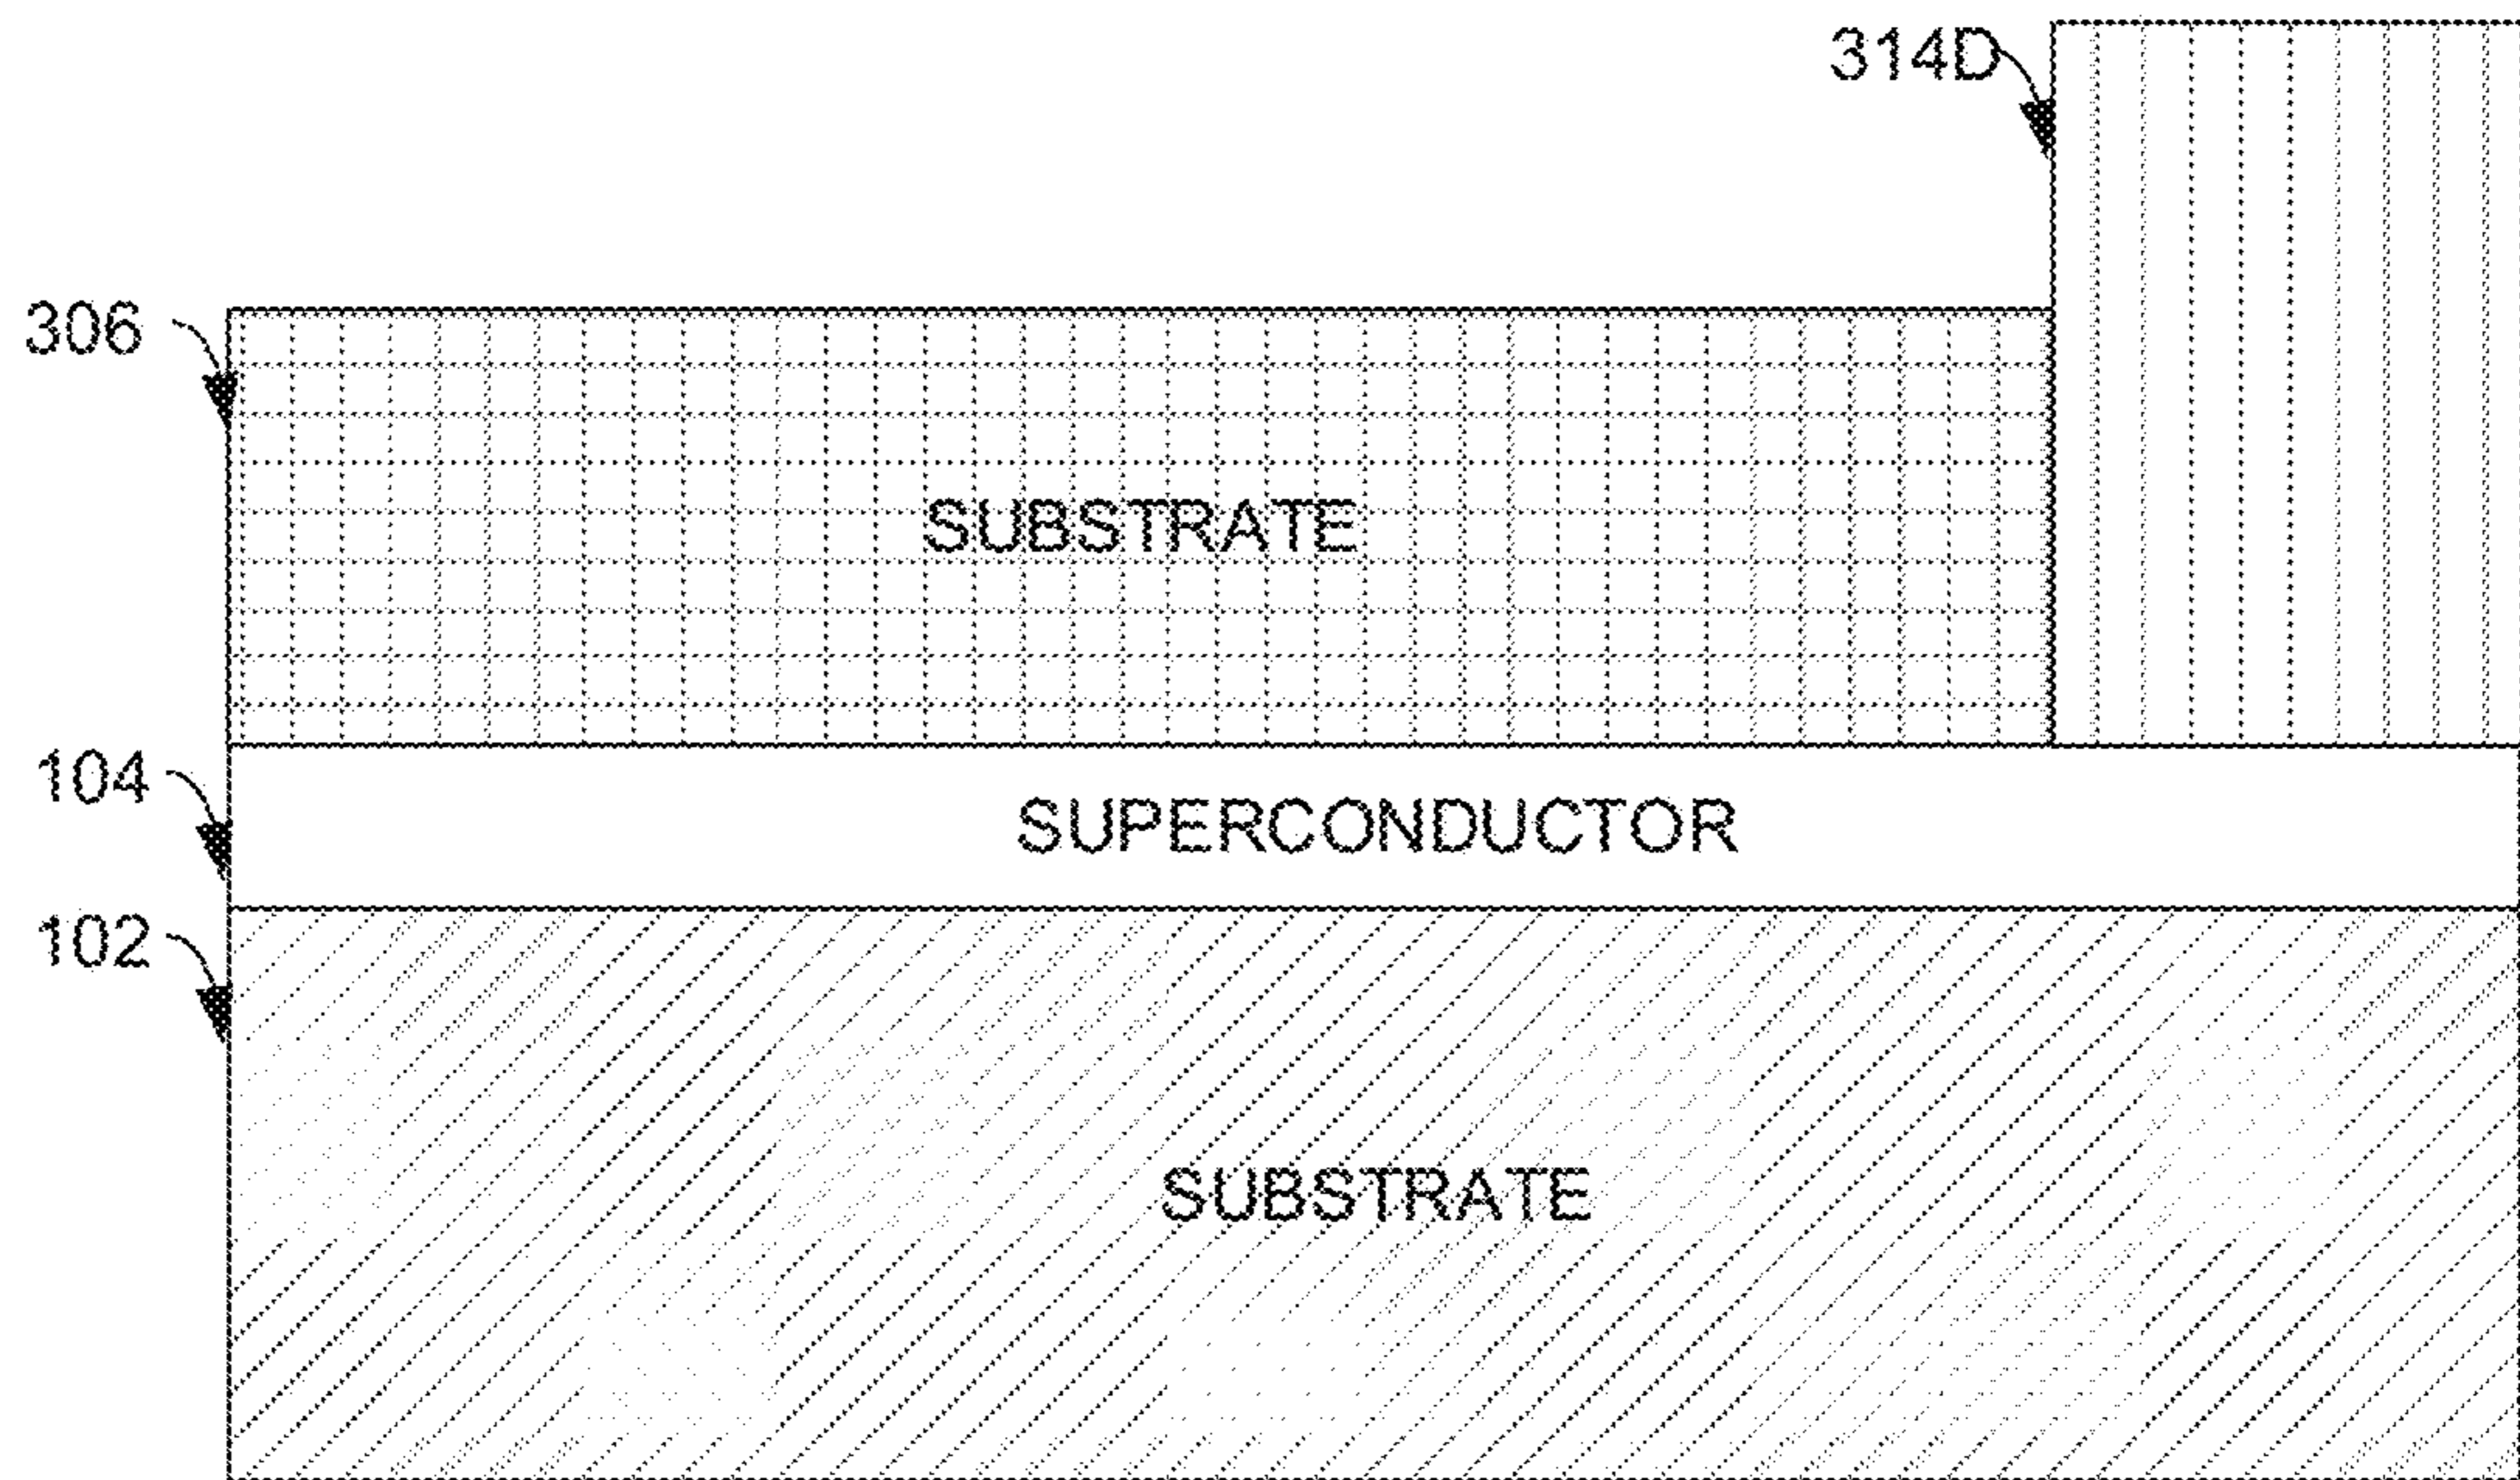 314D
306
SUBSTRATE
104
SUPERCONDUCTOR
102
SUBSTRATE